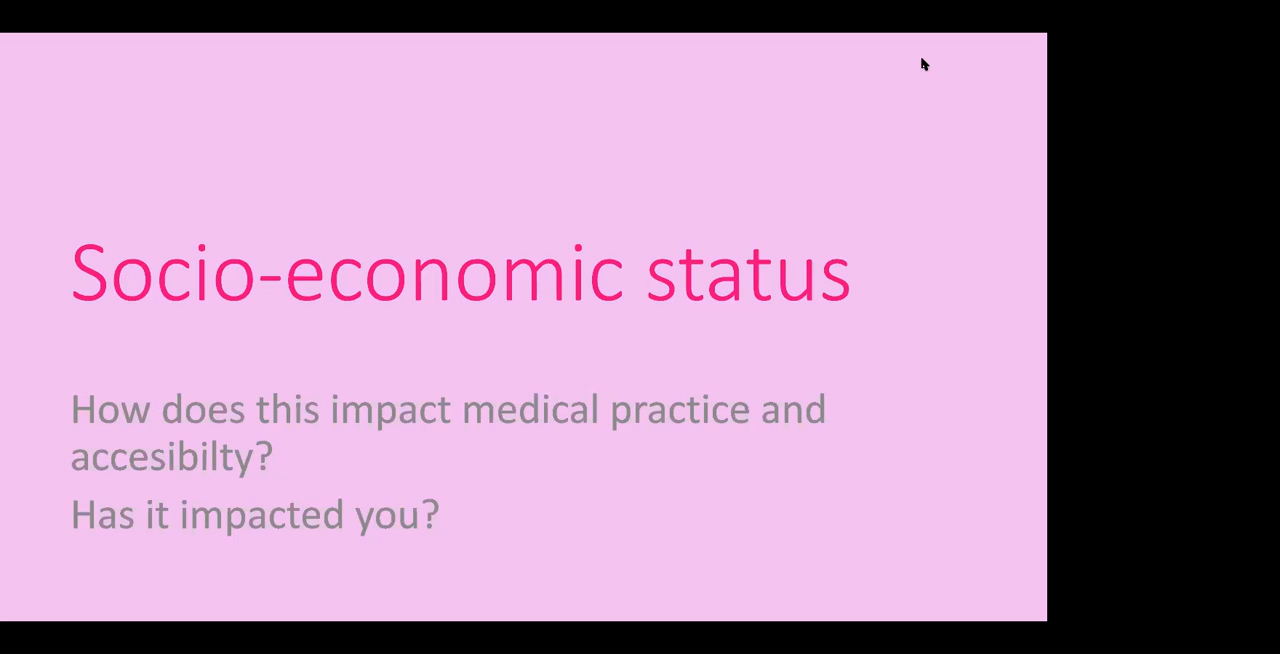 Socio-economic status
How does this impact medical practice and
accesibilty?
Has it impacted you?